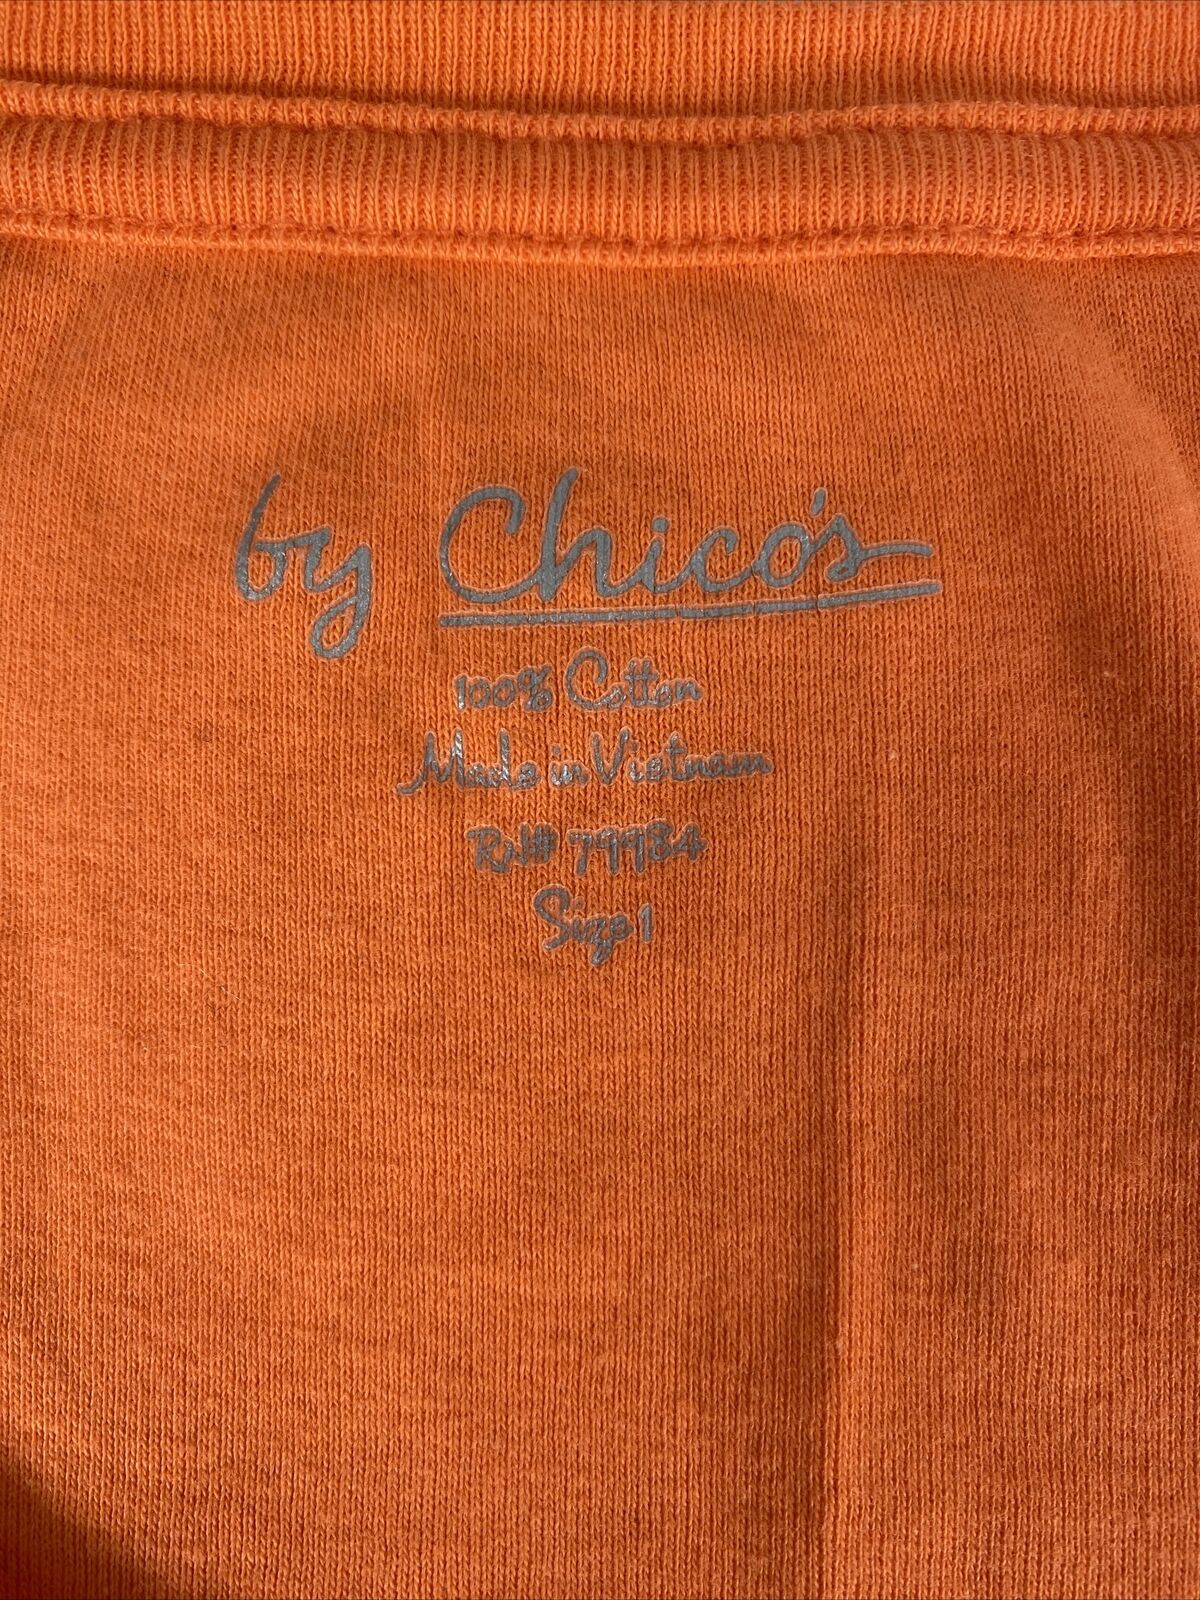 by Chico's
100% Cotton
Made in Vietnam
RN# 79984
Size 1